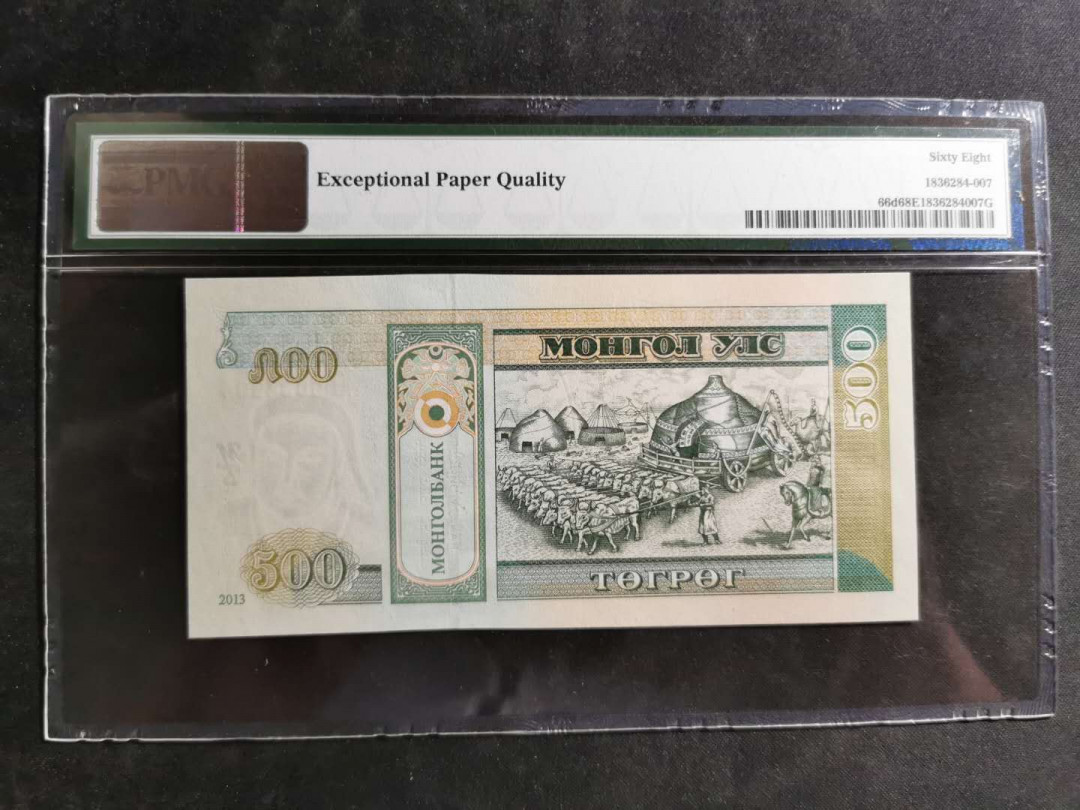 PMG
Exceptional Paper Quality
Sixty Eight
1836284-007
66d68E1836284007G
МОНГОЛ УЛС
500
500
МОНГОЛБАНК
500
ТӨГРӨГ
2013